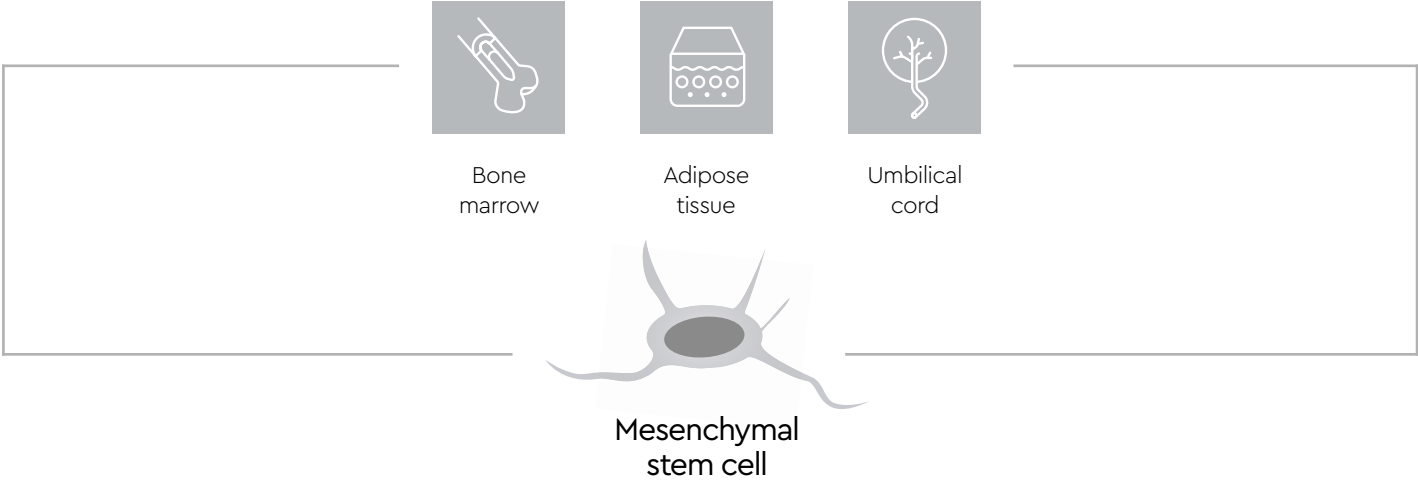 Bone
marrow
Adipose
tissue
Umbilical
cord
Mesenchymal
stem cell